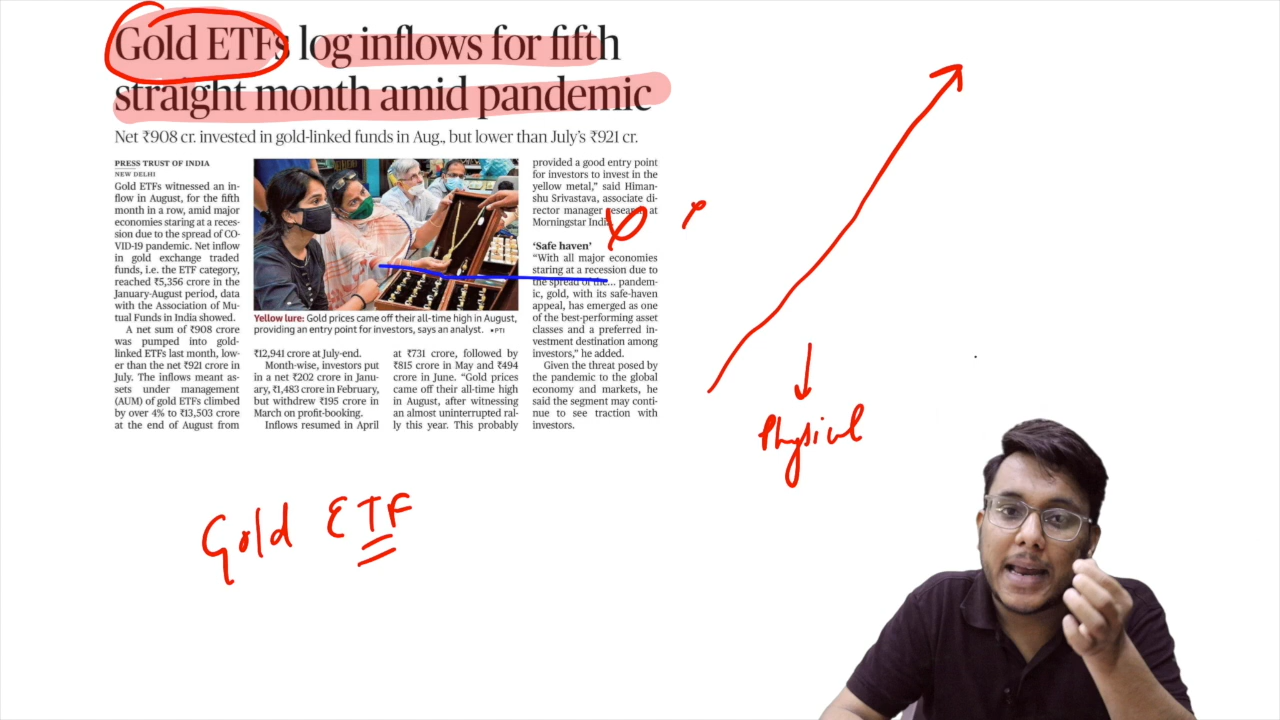 Gold ETFs log inflows for fifth
straight month amid pandemic
Net ₹908 cr. invested in gold-linked funds in Aug., but lower than July's ₹921 cr.
PRESS TRUST OF INDIA
NEW DELHI
Gold ETFs witnessed an in-
flow in August, for the fifth
month in a row, amid major
economies staring at a reces-
sion due to the spread of CO-
VID-19 pandemic. Net inflow
in gold exchange traded
funds, i.e. the ETF category,
reached ₹5,356 crore in the
January-August period, data
with the Association of Mu-
tual Funds in India showed.
A net sum of ₹908 crore
was pumped into gold-
linked ETFs last month, low-
er than the net ₹921 crore in
July. The inflows meant as-
sets under management
(AUM) of gold ETFs climbed
by over 4% to ₹13,503 crore
at the end of August from
Yellow lure: Gold prices came off their all-time high in August,
providing an entry point for investors, says an analyst. •PTI
₹12,941 crore at July-end.
Month-wise, investors put
in a net ₹202 crore in Janu-
ary, ₹1,483 crore in February,
but withdrew ₹195 crore in
March on profit-booking.
Inflows resumed in April
at ₹731 crore, followed by
₹815 crore in May and ₹494
crore in June. “Gold prices
came off their all-time high
in August, after witnessing
an almost uninterrupted ral-
ly this year. This probably
provided a good entry point
for investors to invest in the
yellow metal,” said Himan-
shu Srivastava, associate di-
rector manager research at
Morningstar India.
‘Safe haven’
“With all major economies
staring at a recession due to
the spread of the... pandem-
ic, gold, with its safe-haven
appeal, has emerged as one
of the best-performing asset
classes and a preferred in-
vestment destination among
investors,” he added.
Given the threat posed by
the pandemic to the global
economy and markets, he
said the segment may conti-
nue to see traction with
investors.
Physical
Gold ETF